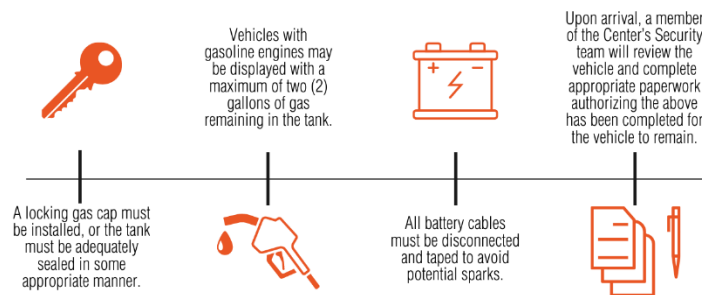 A locking gas cap must
be installed, or the tank
must be adequately
sealed in some
appropriate manner.
Vehicles with
gasoline engines may
be displayed with a
maximum of two (2)
gallons of gas
remaining in the tank.
All battery cables
must be disconnected
and taped to avoid
potential sparks.
Upon arrival, a member
of the Center's Security
team will review the
vehicle and complete
appropriate paperwork
authorizing the above
has been completed for
the vehicle to remain.